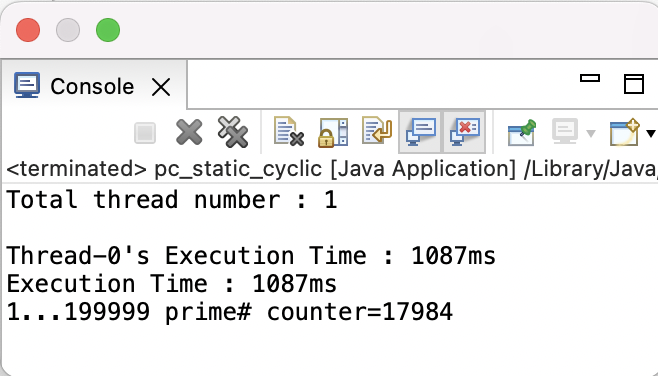 Console
<terminated> pc_static_cyclic [Java Application] /Library/Java/
Total thread number : 1
Thread-0's Execution Time : 1087ms
Execution Time : 1087ms
1...199999 prime# counter=17984